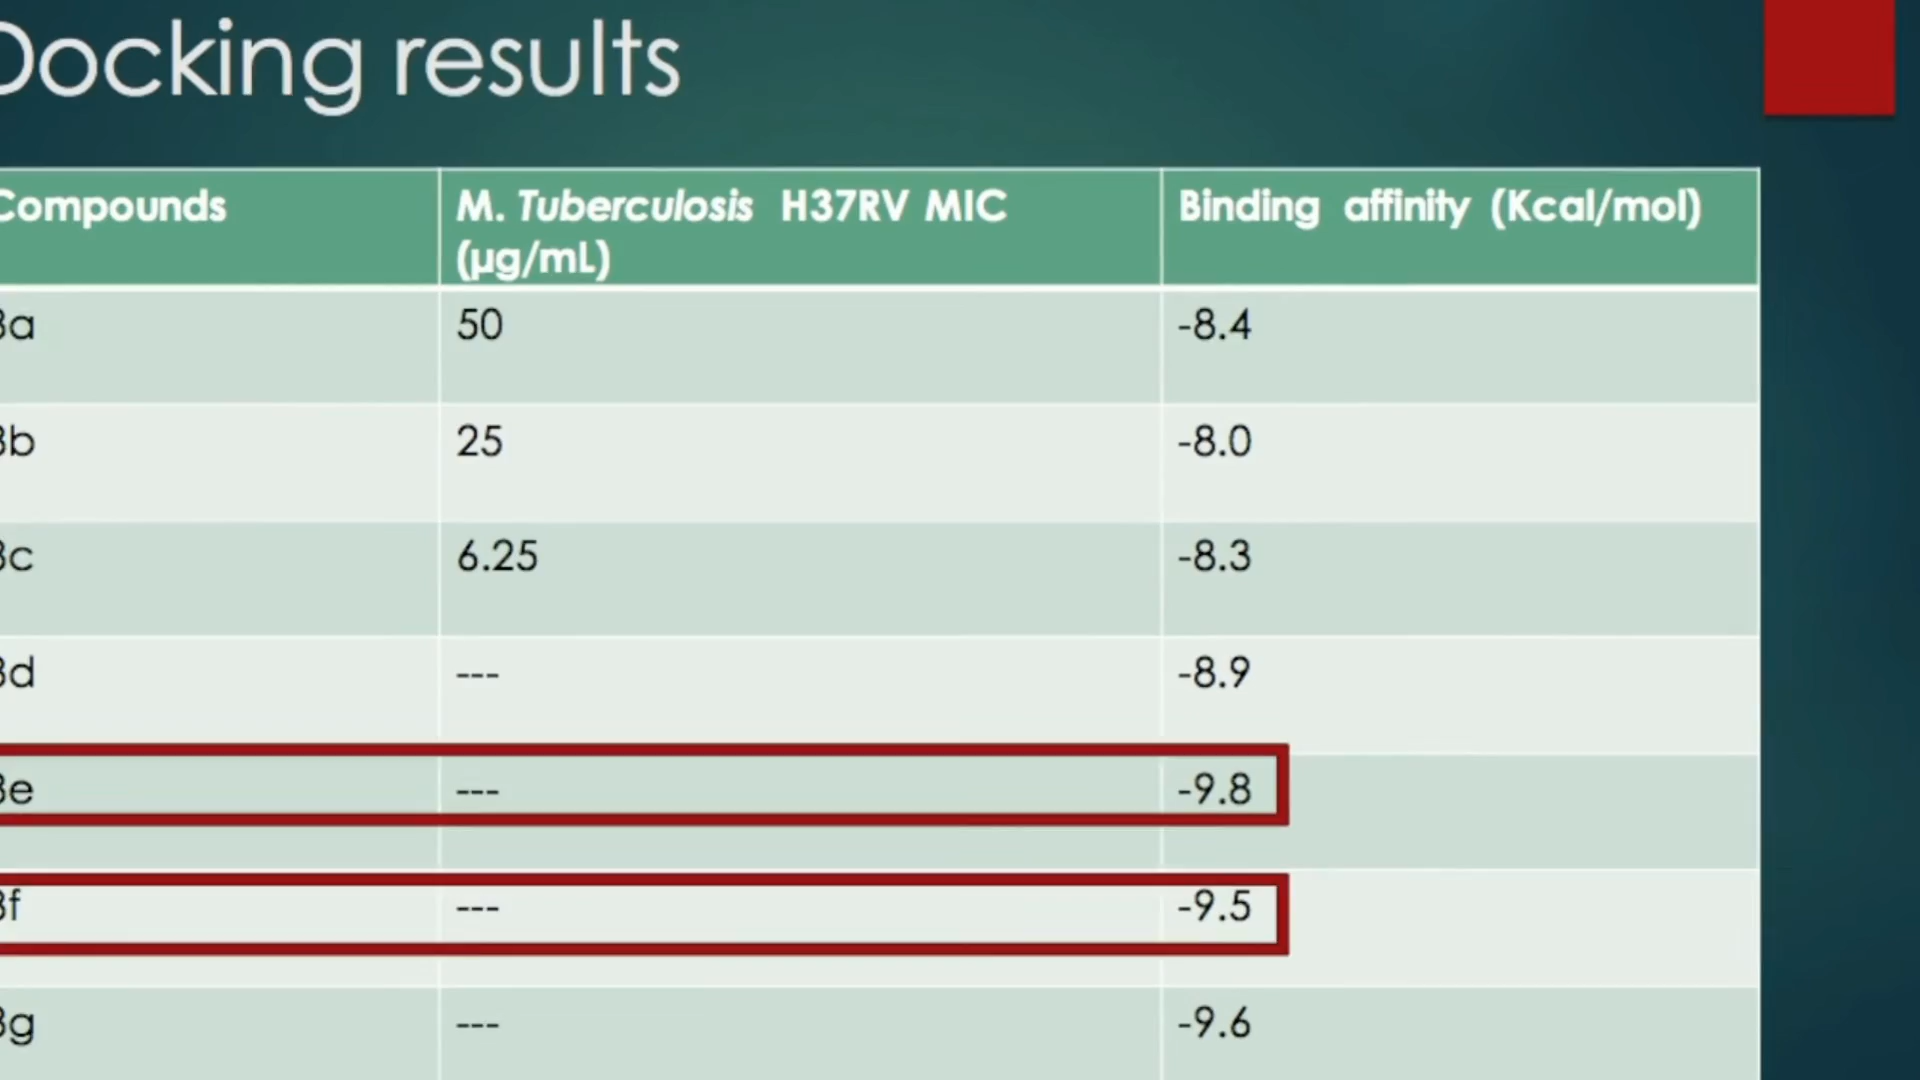 Docking results
Compounds M. Tuberculosis H37RV MIC (µg/mL) Binding affinity (Kcal/mol)
3a 50 -8.4
3b 25 -8.0
3c 6.25 -8.3
3d --- -8.9
3e --- -9.8
3f --- -9.5
3g --- -9.6